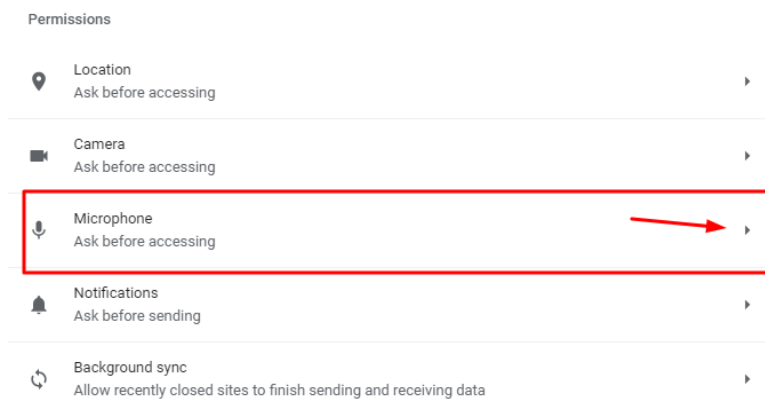 Permissions
Location
Ask before accessing
Camera
Ask before accessing
Microphone
Ask before accessing
Notifications
Ask before sending
Background sync
Allow recently closed sites to finish sending and receiving data